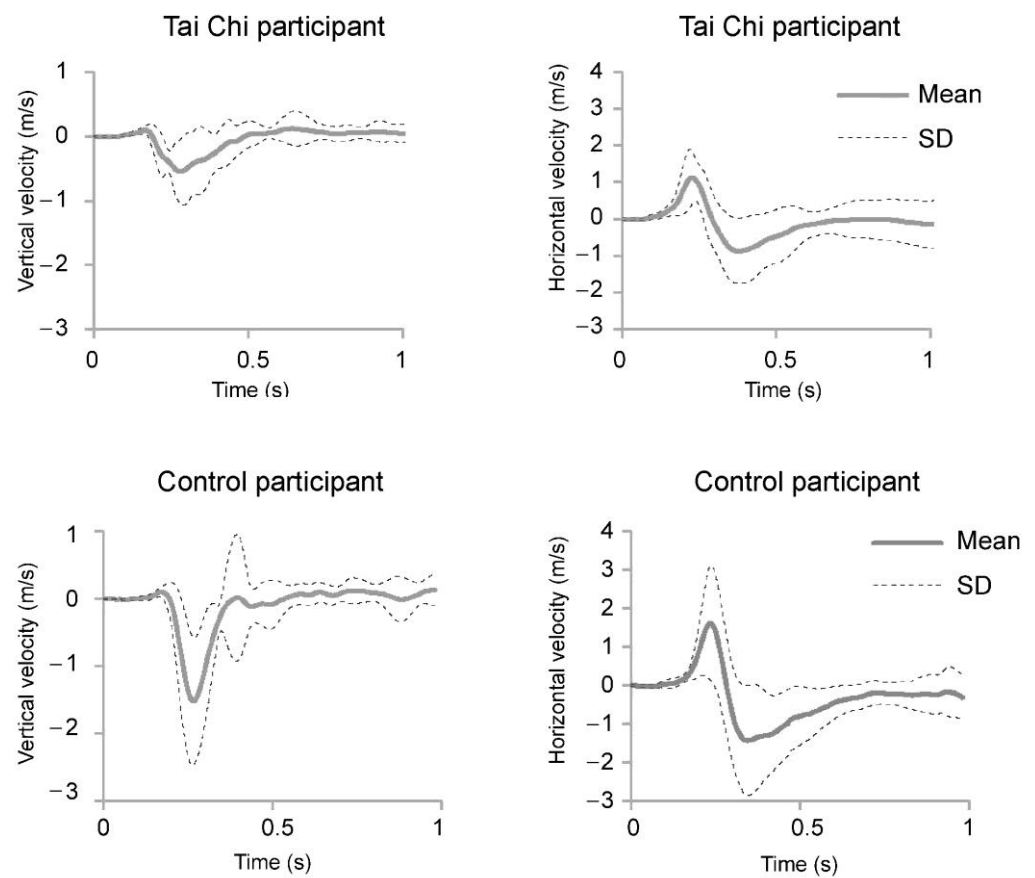 Tai Chi participant
Vertical velocity (m/s)
1
0
−1
−2
−3
0
0.5
1
Time (s)
Tai Chi participant
Horizontal velocity (m/s)
4
3
2
1
0
−1
−2
−3
0
0.5
1
Time (s)
Mean
SD
Control participant
Vertical velocity (m/s)
1
0
−1
−2
−3
0
0.5
1
Time (s)
Control participant
Horizontal velocity (m/s)
4
3
2
1
0
−1
−2
−3
0
0.5
1
Time (s)
Mean
SD